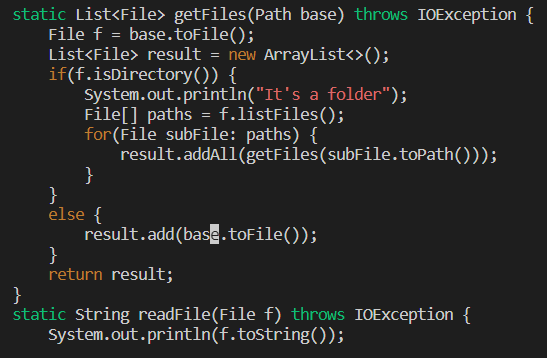 static List<File> getFiles(Path base) throws IOException {
    File f = base.toFile();
    List<File> result = new ArrayList<>();
    if(f.isDirectory()) {
        System.out.println("It's a folder");
        File[] paths = f.listFiles();
        for(File subFile: paths) {
            result.addAll(getFiles(subFile.toPath()));
        }
    }
    else {
        result.add(base.toFile());
    }
    return result;
}
static String readFile(File f) throws IOException {
    System.out.println(f.toString());